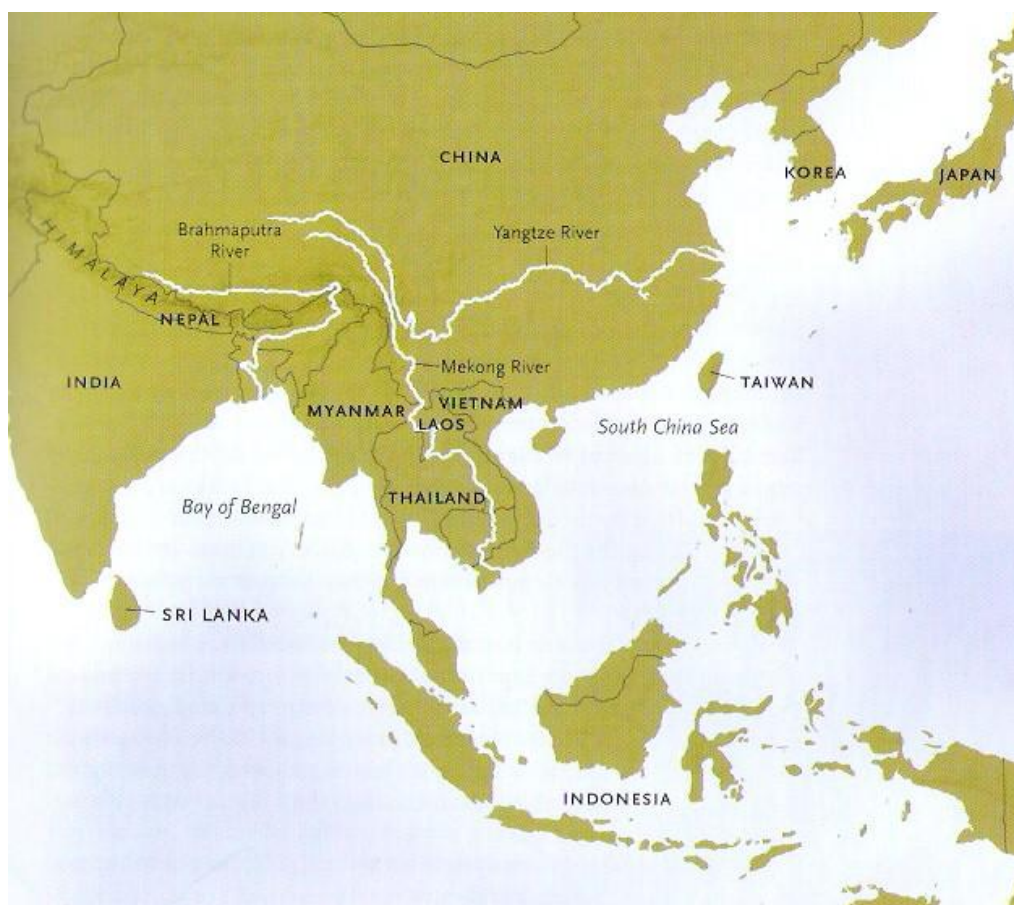 CHINA
KOREA
JAPAN
Brahmaputra
River
Yangtze River
HIMALAYA
NEPAL
Mekong River
INDIA
TAIWAN
VIETNAM
MYANMAR
LAOS
South China Sea
THAILAND
Bay of Bengal
SRI LANKA
INDONESIA